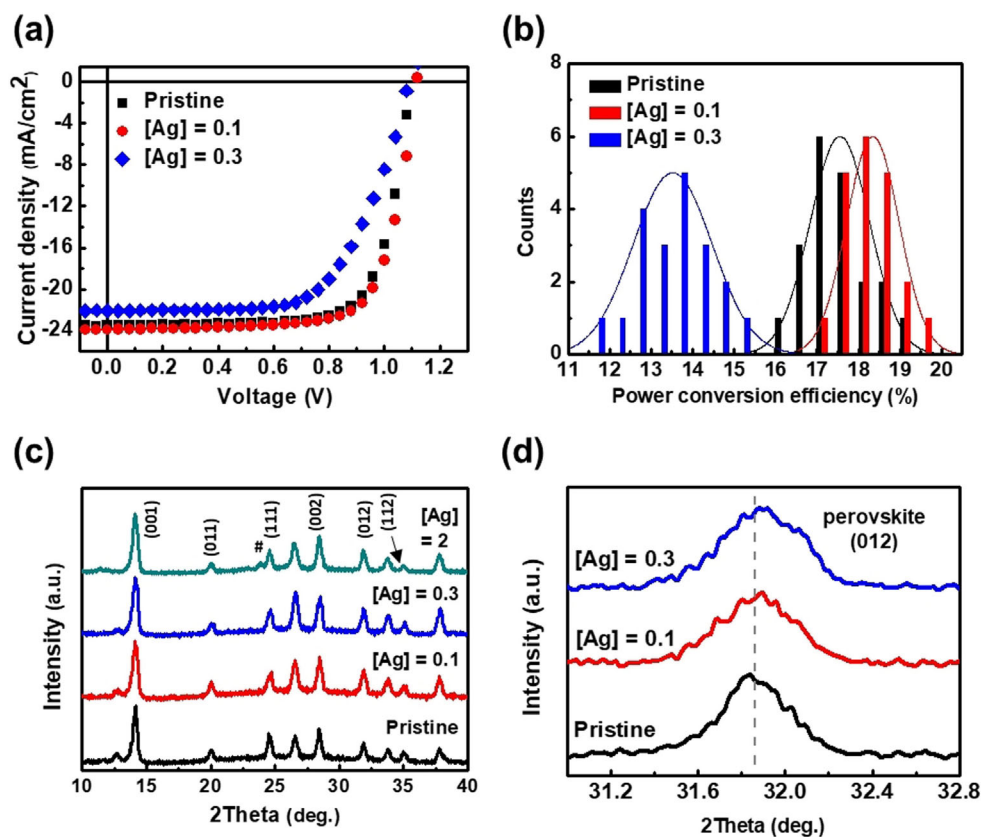 (a)
0
-4
-8
-12
-16
-20
-24
Current density (mA/cm²)
Pristine
[Ag] = 0.1
[Ag] = 0.3
0.0 0.2 0.4 0.6 0.8 1.0 1.2
Voltage (V)
(b)
8
6
4
2
0
Counts
Pristine
[Ag] = 0.1
[Ag] = 0.3
11 12 13 14 15 16 17 18 19 20
Power conversion efficiency (%)
(c)
Intensity (a.u.)
(001)
(011)
#
(111)
(002)
(012)
(112)
[Ag]
= 2
[Ag] = 0.3
[Ag] = 0.1
Pristine
10 15 20 25 30 35 40
2Theta (deg.)
(d)
Intensity (a.u.)
perovskite
(012)
[Ag] = 0.3
[Ag] = 0.1
Pristine
31.2 31.6 32.0 32.4 32.8
2Theta (deg.)